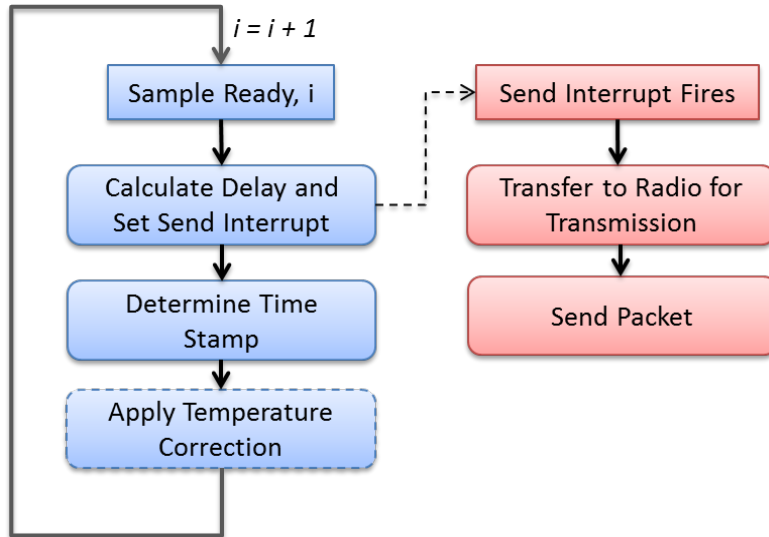 i = i + 1
Sample Ready, i
Calculate Delay and
Set Send Interrupt
Determine Time
Stamp
Apply Temperature
Correction
Send Interrupt Fires
Transfer to Radio for
Transmission
Send Packet